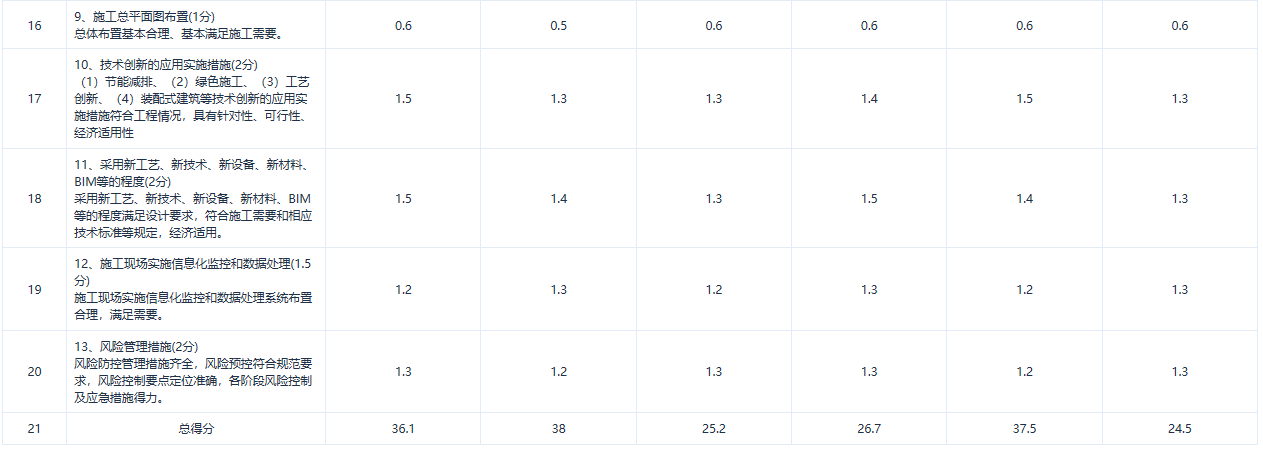 16 9、施工总平面图布置(1分) 0.6 0.5 0.6 0.6 0.6 0.6
总体布置基本合理、基本满足施工需要。
17 10、技术创新的应用实施措施(2分) 1.5 1.3 1.3 1.4 1.5 1.3
（1）节能减排、（2）绿色施工、（3）工艺
创新、（4）装配式建筑等技术创新的应用实
施措施符合工程情况，具有针对性、可行性、
经济适用性
18 11、采用新工艺、新技术、新设备、新材料、 1.5 1.4 1.3 1.5 1.4 1.3
BIM等的程度(2分)
采用新工艺、新技术、新设备、新材料、BIM
等的程度满足设计要求，符合施工需要和相应
技术标准等规定，经济适用。
19 12、施工现场实施信息化监控和数据处理(1.5 1.2 1.3 1.2 1.3 1.2 1.3
分)
施工现场实施信息化监控和数据处理系统布置
合理，满足需要。
20 13、风险管理措施(2分) 1.3 1.2 1.3 1.3 1.2 1.3
风险防控管理措施齐全，风险预控符合规范要
求，风险控制要点定位准确，各阶段风险控制
及应急措施得力。
21 总得分 36.1 38 25.2 26.7 37.5 24.5